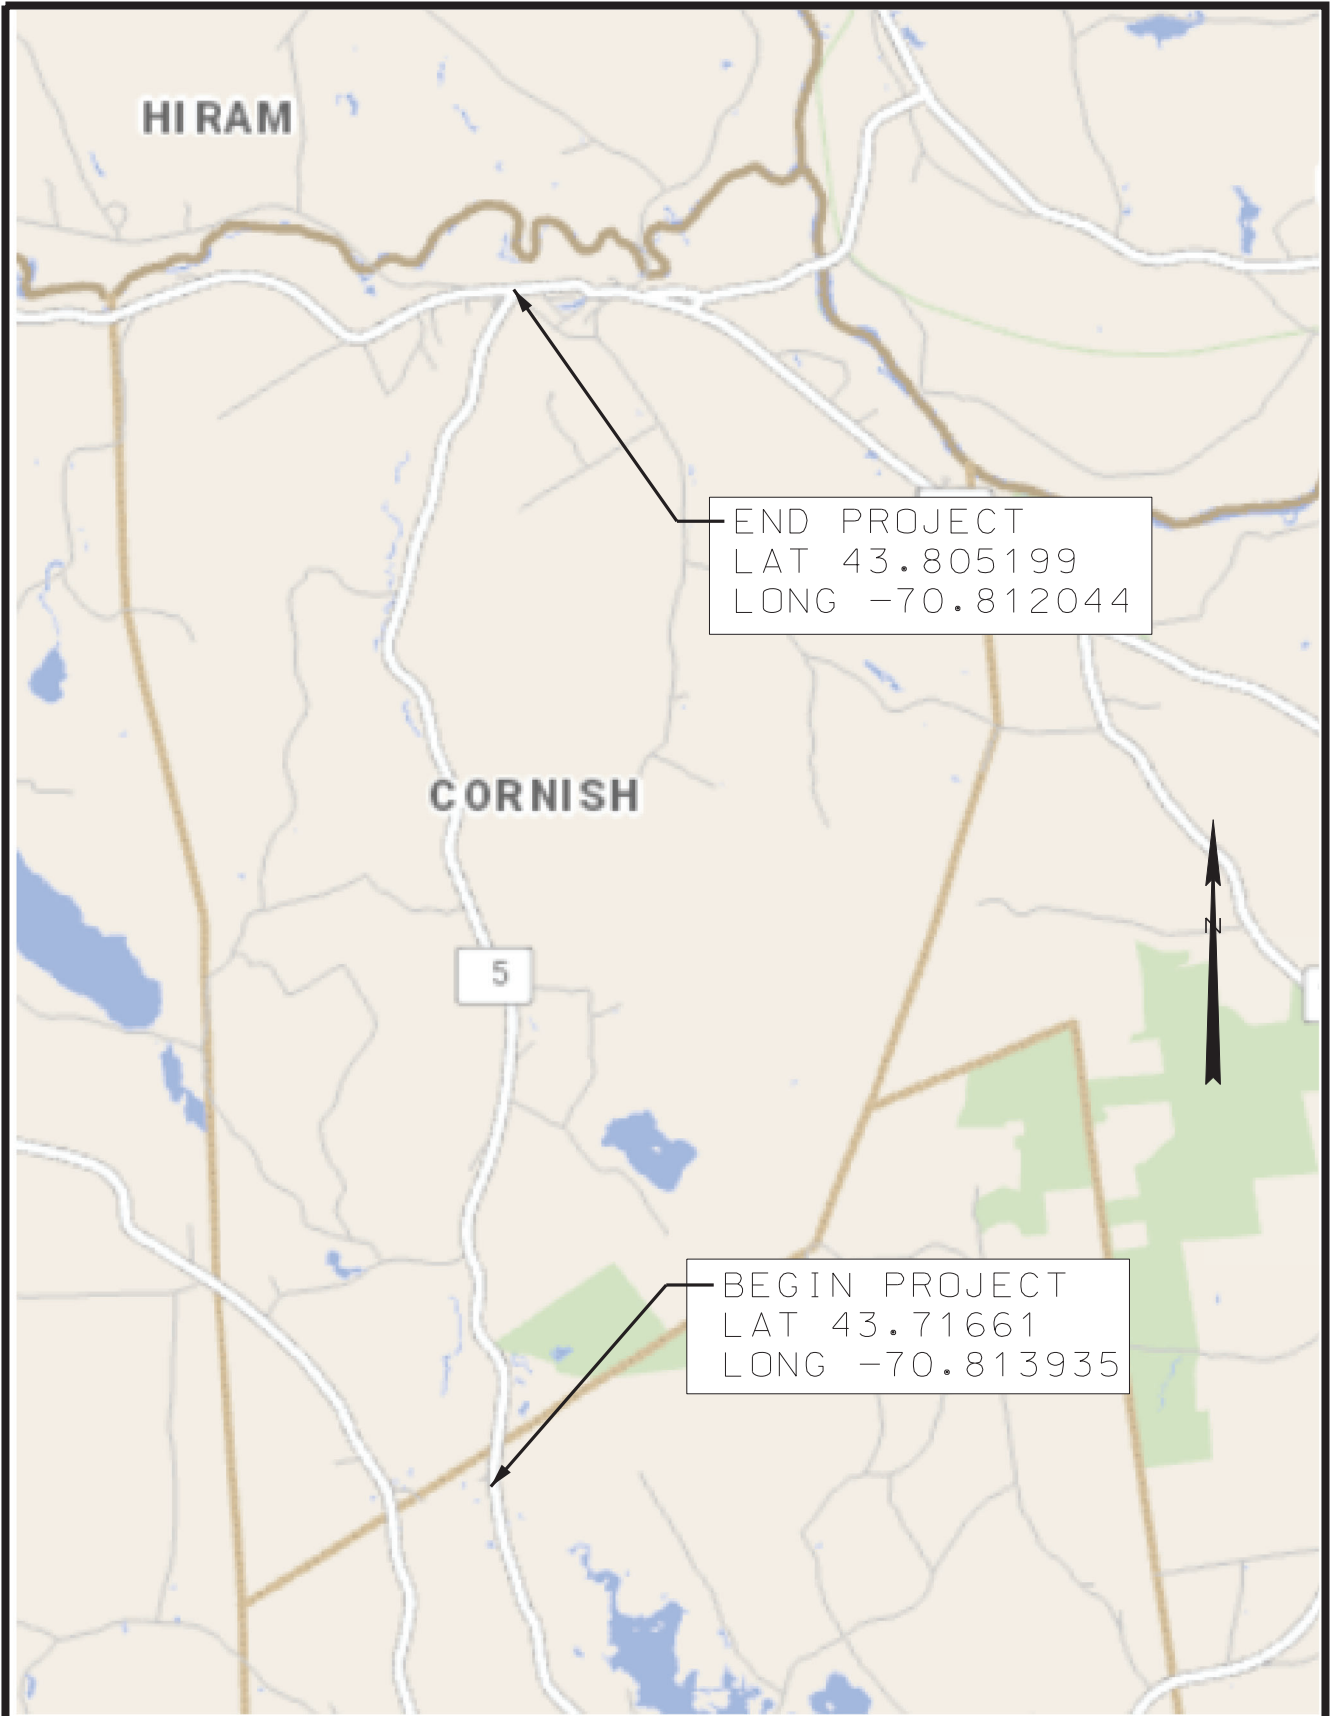 HIRAM
END PROJECT
LAT 43.805199
LONG -70.812044
CORNISH
N
5
BEGIN PROJECT
LAT 43.71661
LONG -70.813935